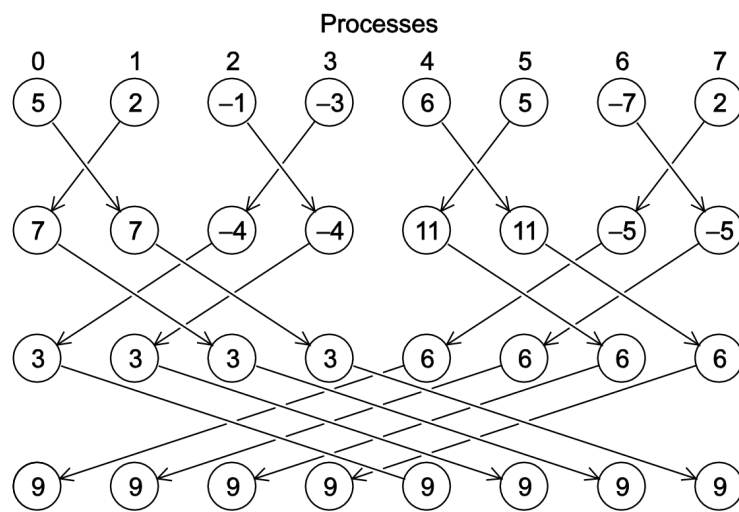 Processes
0 1 2 3 4 5 6 7
5 2 –1 –3 6 5 –7 2
7 7 –4 –4 11 11 –5 –5
3 3 3 3 6 6 6 6
9 9 9 9 9 9 9 9